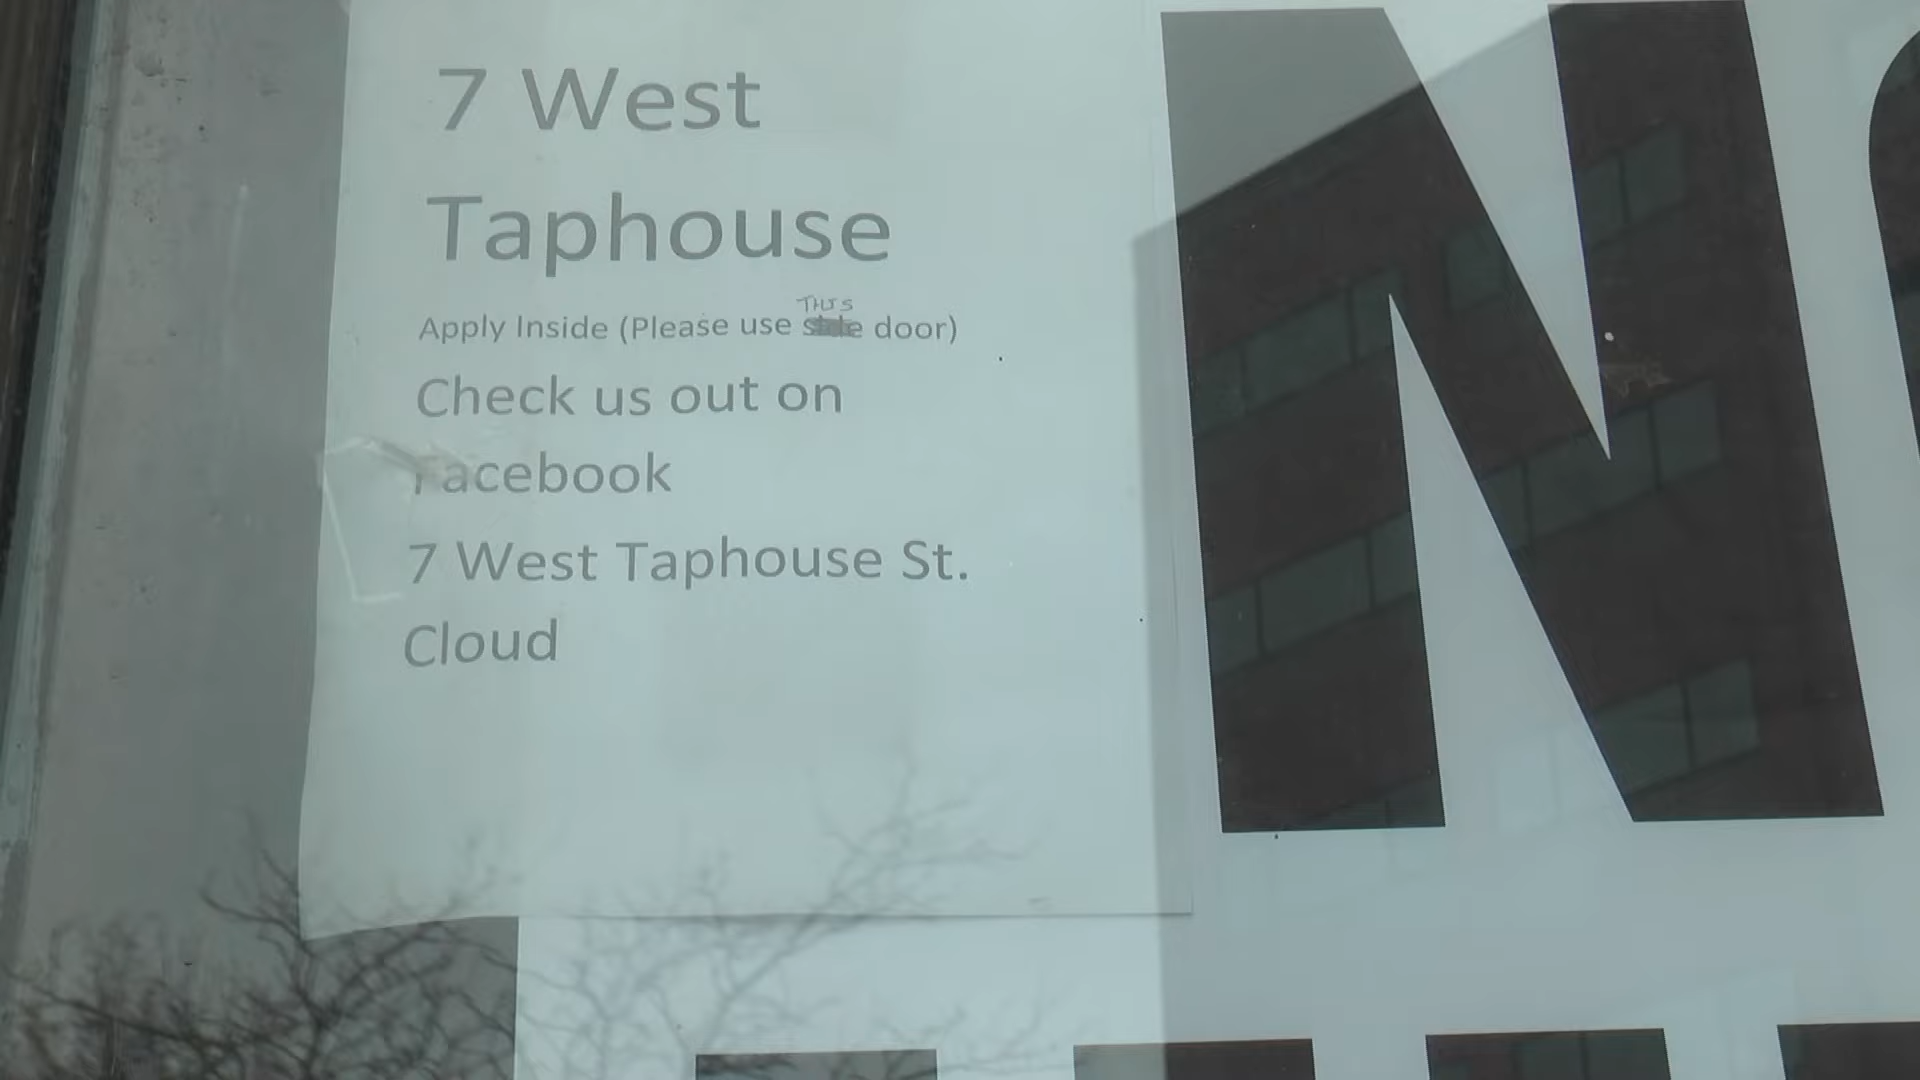 7 West
Taphouse
THIS
Apply Inside (Please use side door)
Check us out on
Facebook
7 West Taphouse St.
Cloud
N